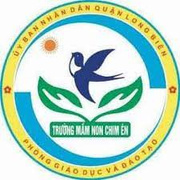 ỦY BAN NHÂN DÂN QUẬN LONG BIÊN
TRƯỜNG MẦM NON CHIM ÉN
PHÒNG GIÁO DỤC VÀ ĐÀO TẠO